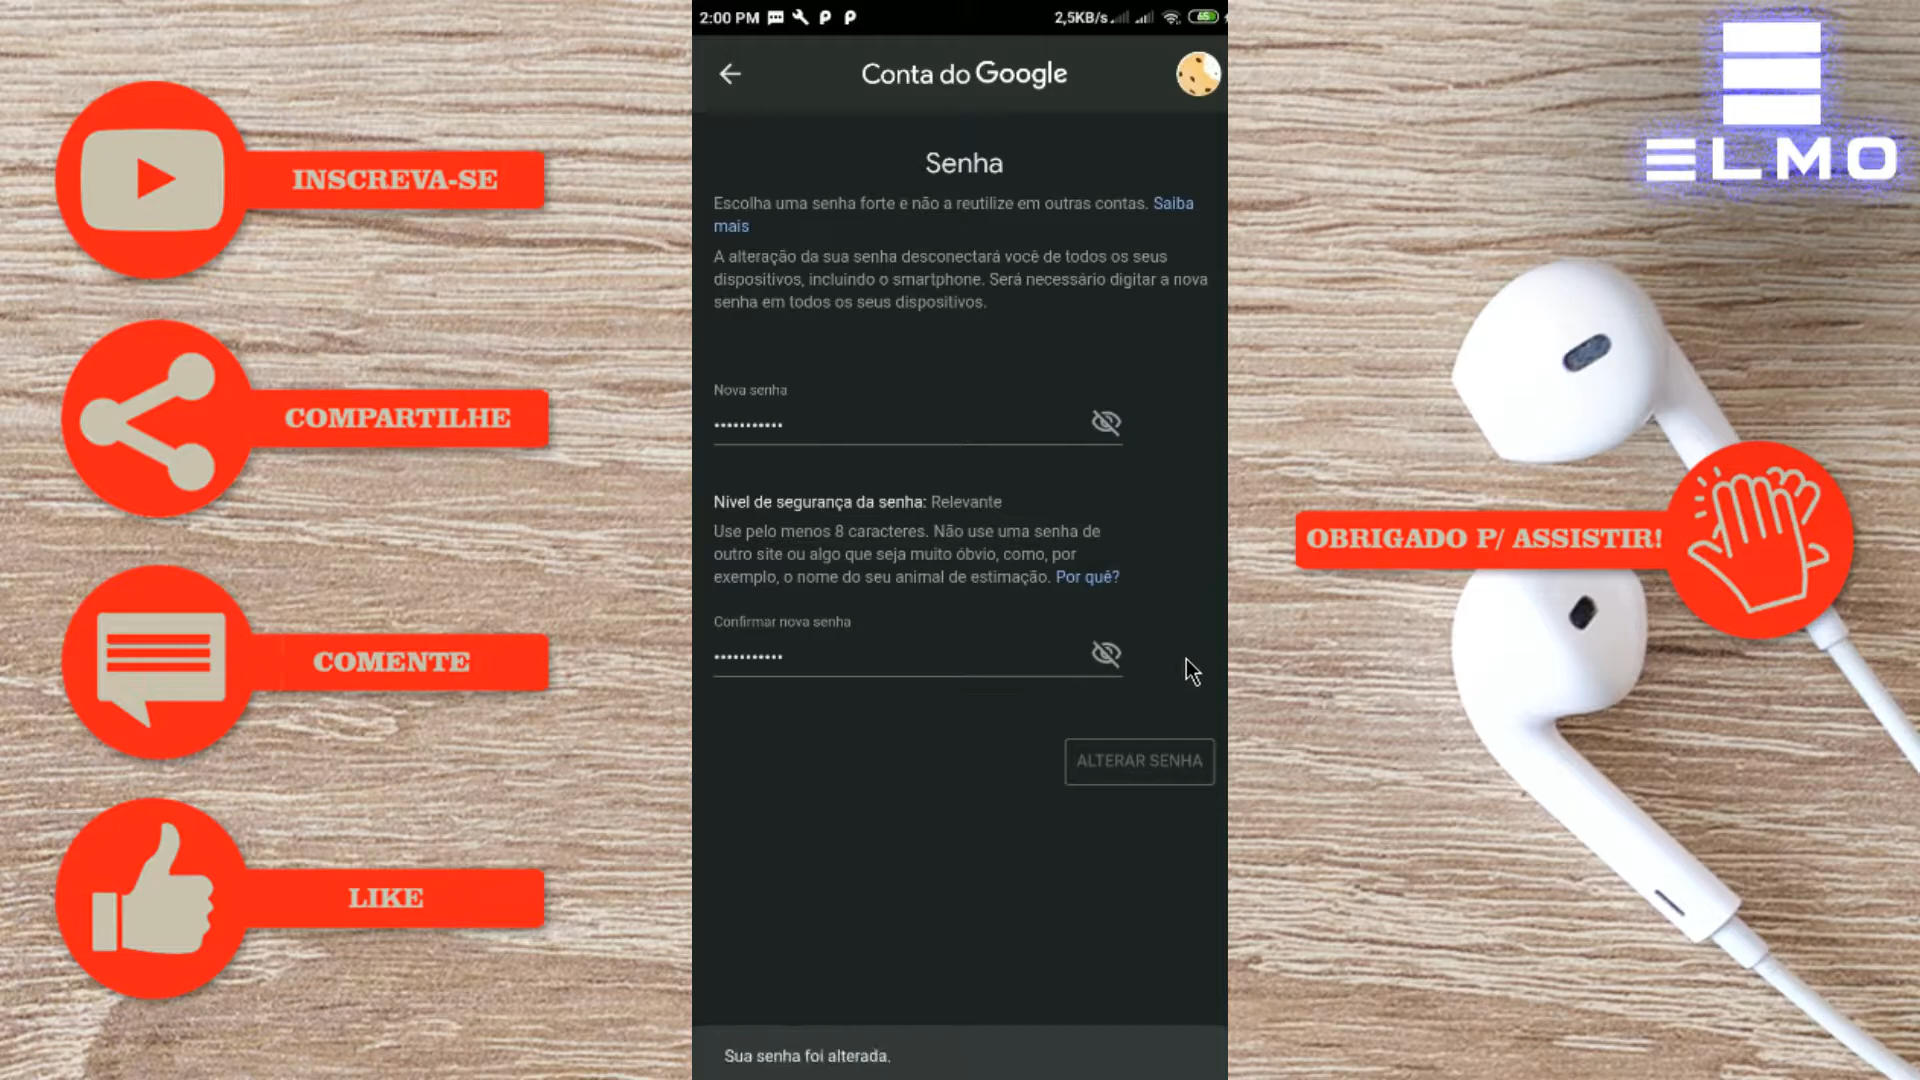 2:00 PM
2,5KB/s
65
Conta do Google
Senha
Escolha uma senha forte e não a reutilize em outras contas. Saiba
mais
A alteração da sua senha desconectará você de todos os seus
dispositivos, incluindo o smartphone. Será necessário digitar a nova
senha em todos os seus dispositivos.
Nova senha
•••••••••••
Nível de segurança da senha: Relevante
Use pelo menos 8 caracteres. Não use uma senha de
outro site ou algo que seja muito óbvio, como, por
exemplo, o nome do seu animal de estimação. Por quê?
Confirmar nova senha
•••••••••••
ALTERAR SENHA
Sua senha foi alterada.
INSCREVA-SE
COMPARTILHE
COMENTE
LIKE
ELMO
OBRIGADO P/ ASSISTIR!